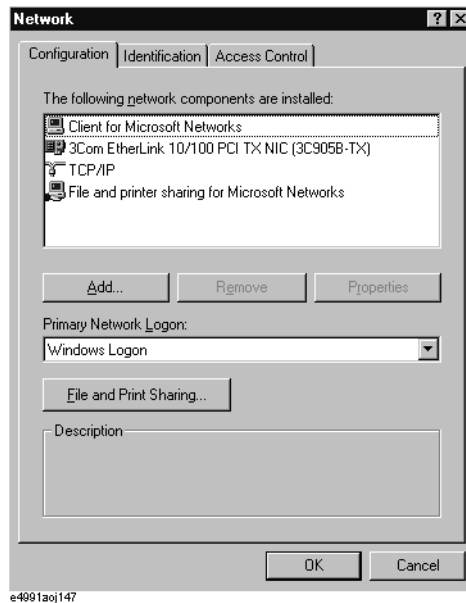 Network
Configuration Identification Access Control
The following network components are installed:
Client for Microsoft Networks
3Com EtherLink 10/100 PCI TX NIC (3C905B-TX)
TCP/IP
File and printer sharing for Microsoft Networks
Add... Remove Properties
Primary Network Logon:
Windows Logon
File and Print Sharing...
Description
OK Cancel
e4991aoj147